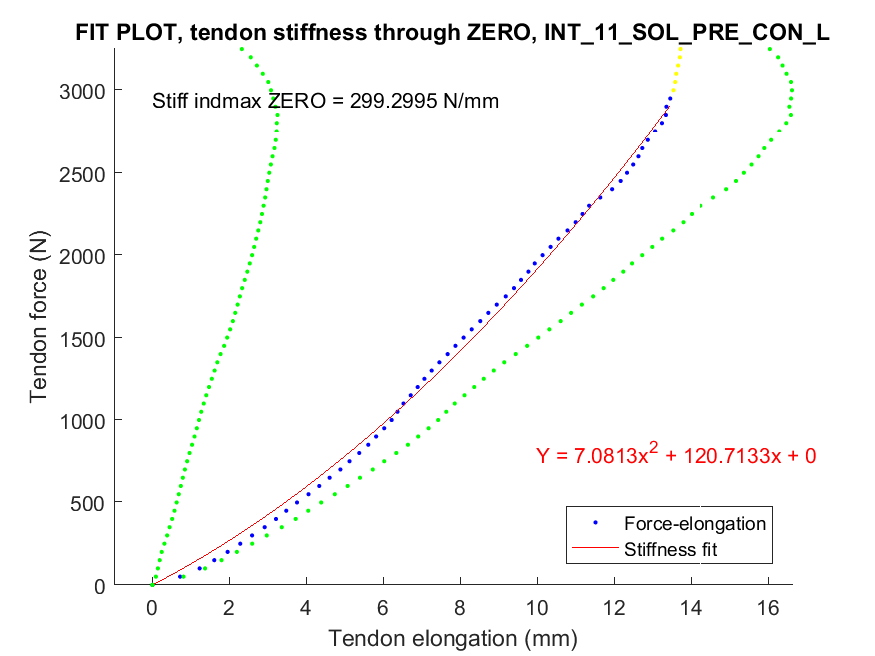 FIT PLOT, tendon stiffness through ZERO, INT_11_SOL_PRE_CON_L
Stiff indmax ZERO = 299.2995 N/mm
3000
2500
2000
1500
1000
500
0
Tendon force (N)
Y = 7.0813x² + 120.7133x + 0
Force-elongation
Stiffness fit
0 2 4 6 8 10 12 14 16
Tendon elongation (mm)